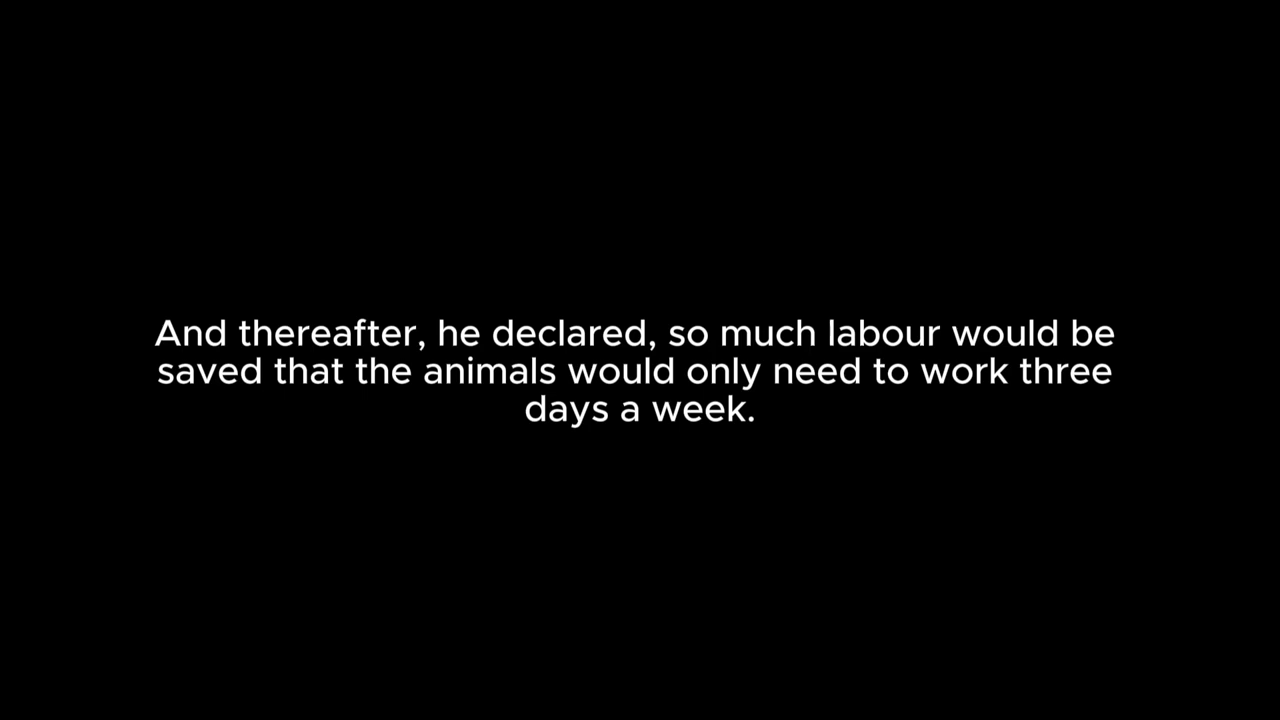 And thereafter, he declared, so much labour would be
saved that the animals would only need to work three
days a week.